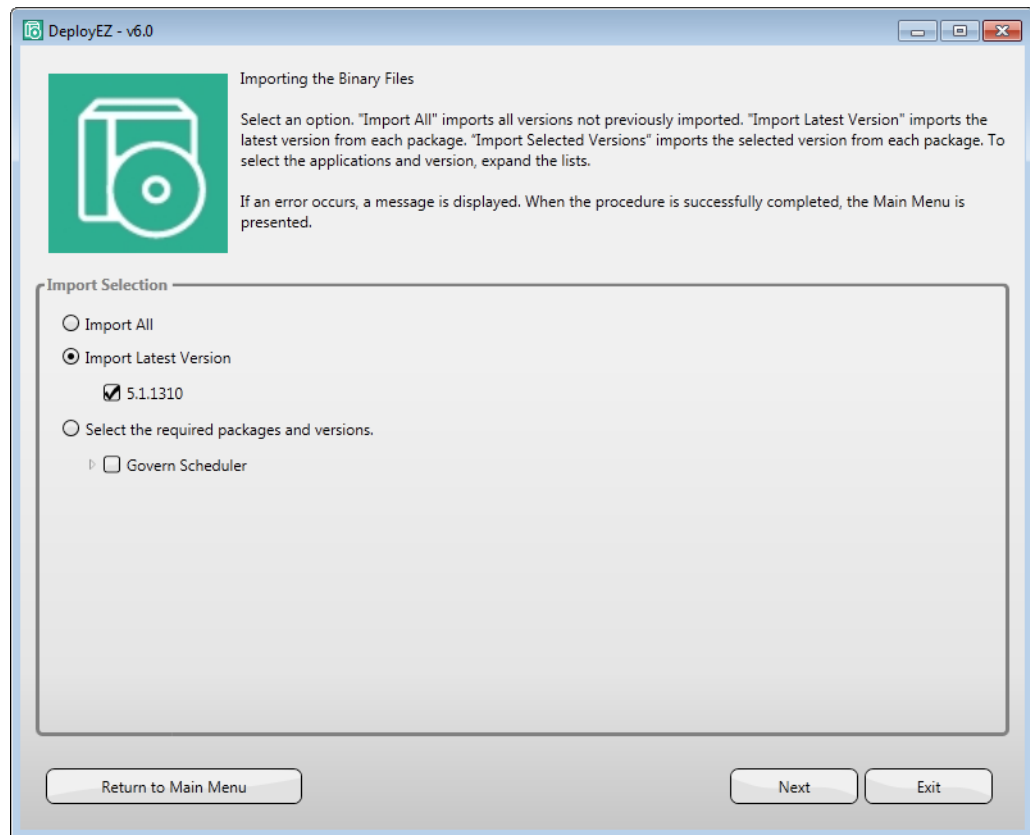 DeployEZ - v6.0
Importing the Binary Files
Select an option. "Import All" imports all versions not previously imported. "Import Latest Version" imports the
latest version from each package. “Import Selected Versions” imports the selected version from each package. To
select the applications and version, expand the lists.
If an error occurs, a message is displayed. When the procedure is successfully completed, the Main Menu is
presented.
Import Selection
Import All
Import Latest Version
5.1.1310
Select the required packages and versions.
Govern Scheduler
Return to Main Menu
Next
Exit